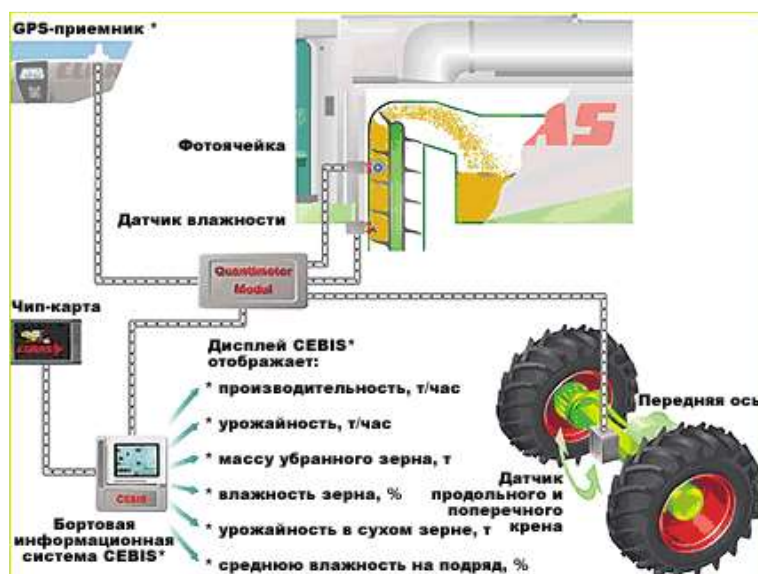 GPS-приемник *
AS
Фотоячейка
Датчик влажности
Quantimeter
Modul
Чип-карта
Дисплей CEBIS*
отображает:
* производительность, т/час
* урожайность, т/час
* массу убранного зерна, т
* влажность зерна, %
* урожайность в сухом зерне, т
* среднюю влажность на подряд, %
Передняя ось
Датчик
продольного и
поперечного
крена
CEBIS
Бортовая
информационная
система CEBIS*